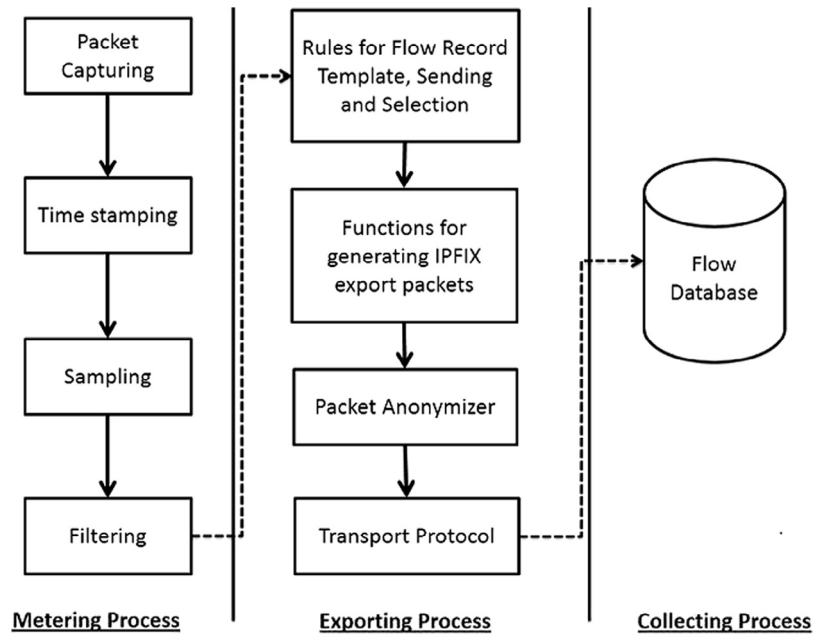 Packet
Capturing
Time stamping
Sampling
Filtering
Metering Process
Rules for Flow Record
Template, Sending
and Selection
Functions for
generating IPFIX
export packets
Packet Anonymizer
Transport Protocol
Exporting Process
Flow
Database
Collecting Process